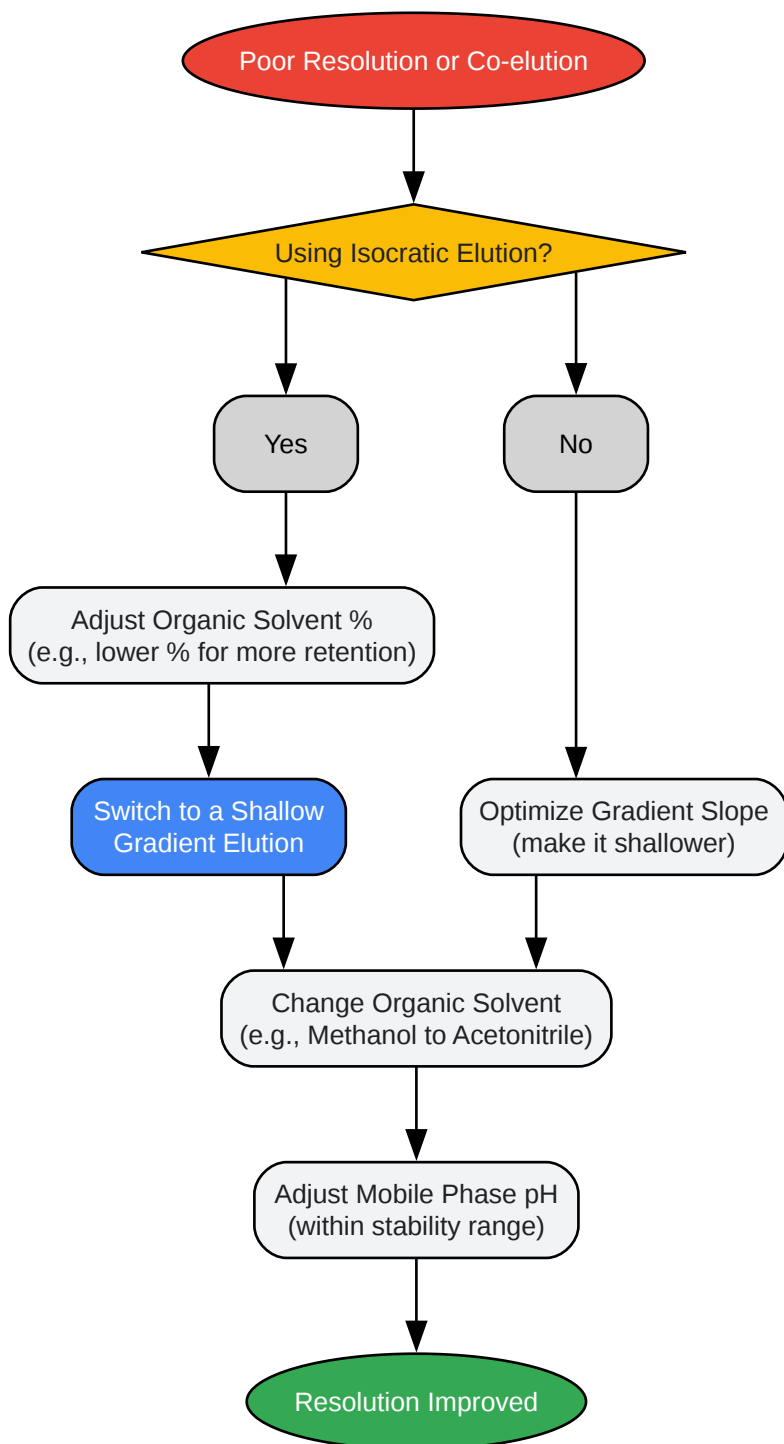 Poor Resolution or Co-elution
Using Isocratic Elution?
Yes
No
Adjust Organic Solvent %
(e.g., lower % for more retention)
Switch to a Shallow
Gradient Elution
Optimize Gradient Slope
(make it shallower)
Change Organic Solvent
(e.g., Methanol to Acetonitrile)
Adjust Mobile Phase pH
(within stability range)
Resolution Improved